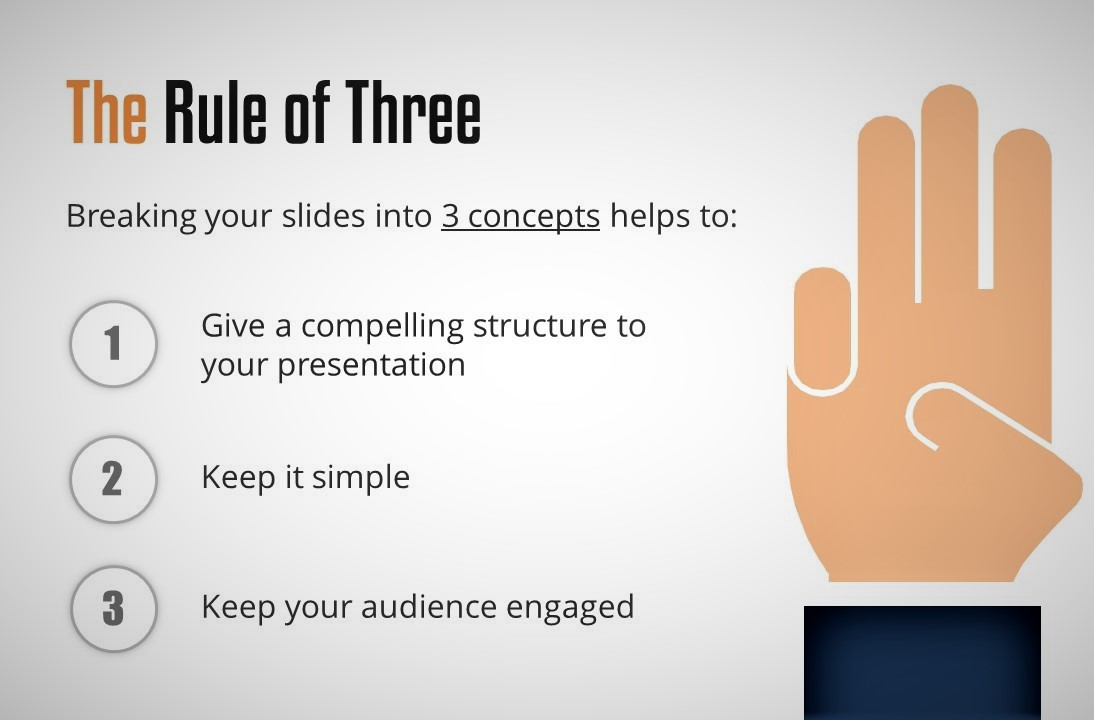 The Rule of Three
Breaking your slides into 3 concepts helps to:
1
Give a compelling structure to
your presentation
2
Keep it simple
3
Keep your audience engaged